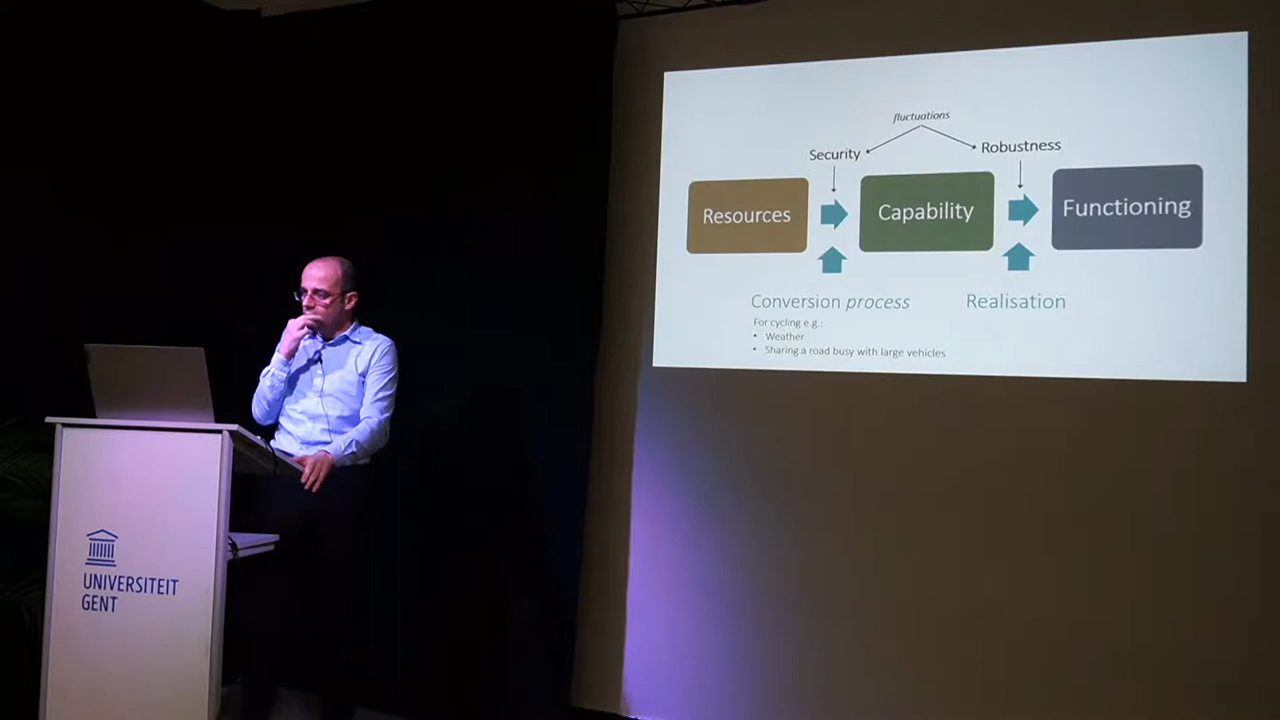 fluctuations
Security
Robustness
Resources
Capability
Functioning
Conversion process
Realisation
For cycling e.g.:
• Weather
• Sharing a road busy with large vehicles
UNIVERSITEIT
GENT